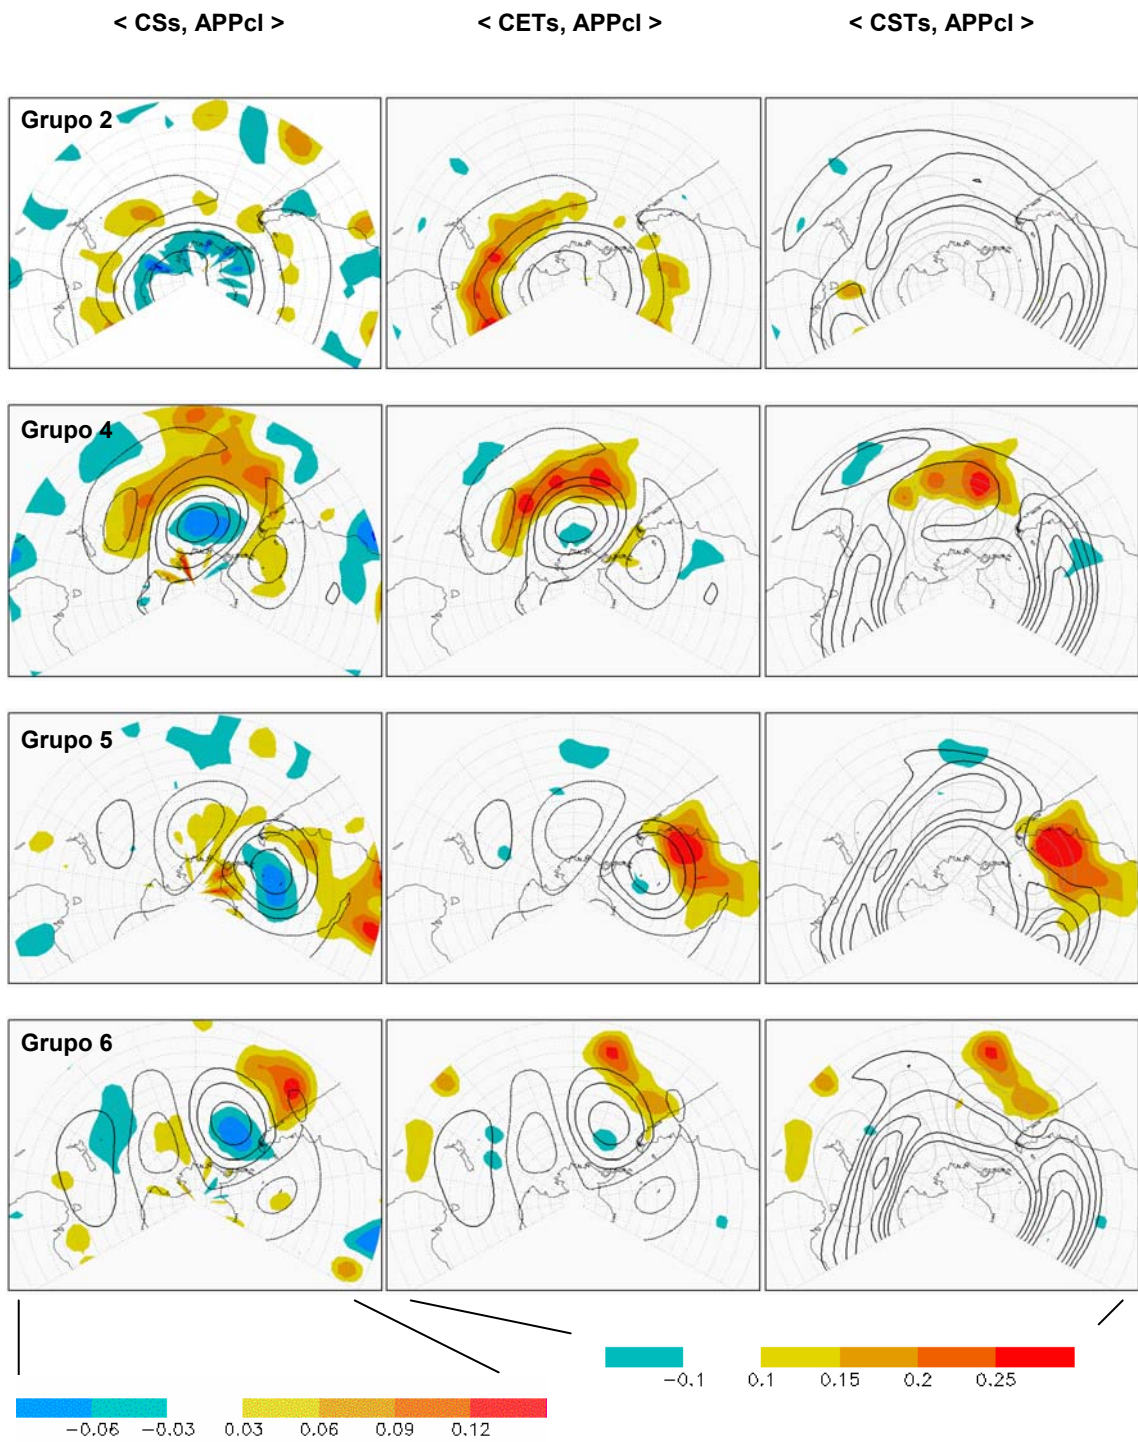 < CSs, APPcl > < CETs, APPcl > < CSTs, APPcl >
Grupo 2
Grupo 4
Grupo 5
Grupo 6
-0.1 0.1 0.15 0.2 0.25
-0.06 -0.03 0.03 0.06 0.09 0.12